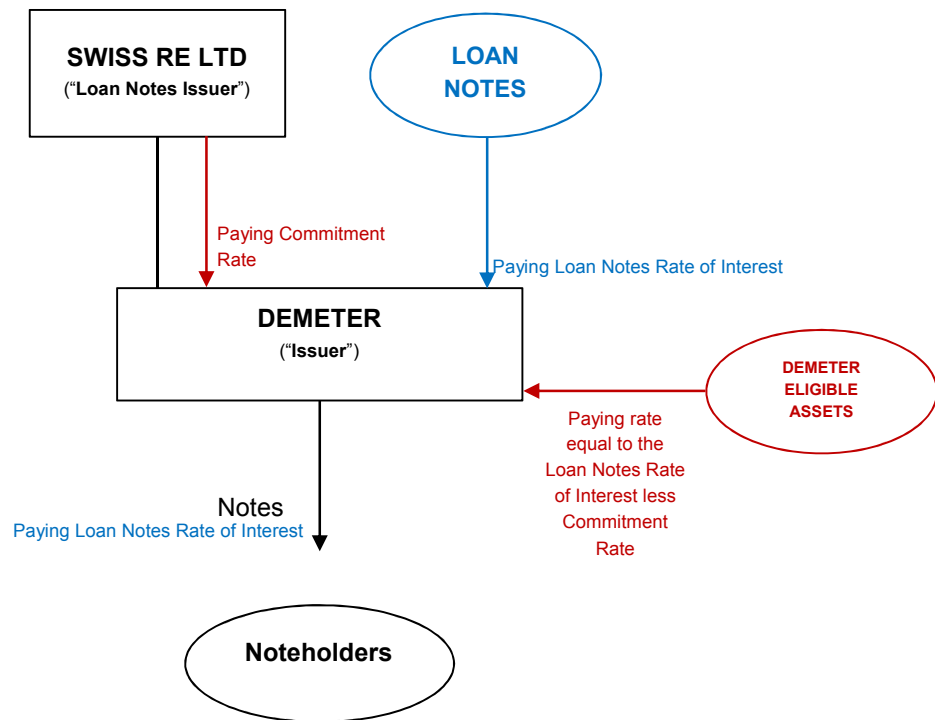 SWISS RE LTD
(“Loan Notes Issuer”)
LOAN
NOTES
Paying Commitment
Rate
Paying Loan Notes Rate of Interest
DEMETER
(“Issuer”)
DEMETER
ELIGIBLE
ASSETS
Paying rate
equal to the
Loan Notes Rate
of Interest less
Commitment
Rate
Notes
Paying Loan Notes Rate of Interest
Noteholders